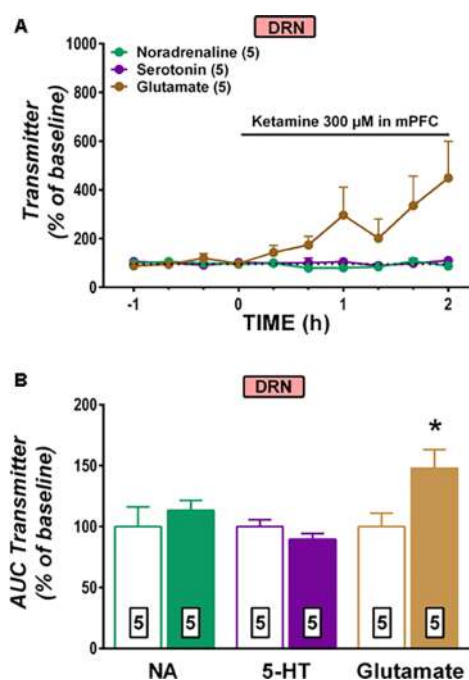 A
DRN
Noradrenaline (5)
Serotonin (5)
Glutamate (5)
Ketamine 300 µM in mPFC
Transmitter
(% of baseline)
1000
800
600
400
200
0
-1 0 1 2
TIME (h)
B
DRN
*
AUC Transmitter
(% of baseline)
200
150
100
50
0
5 5 5 5 5 5
NA 5-HT Glutamate